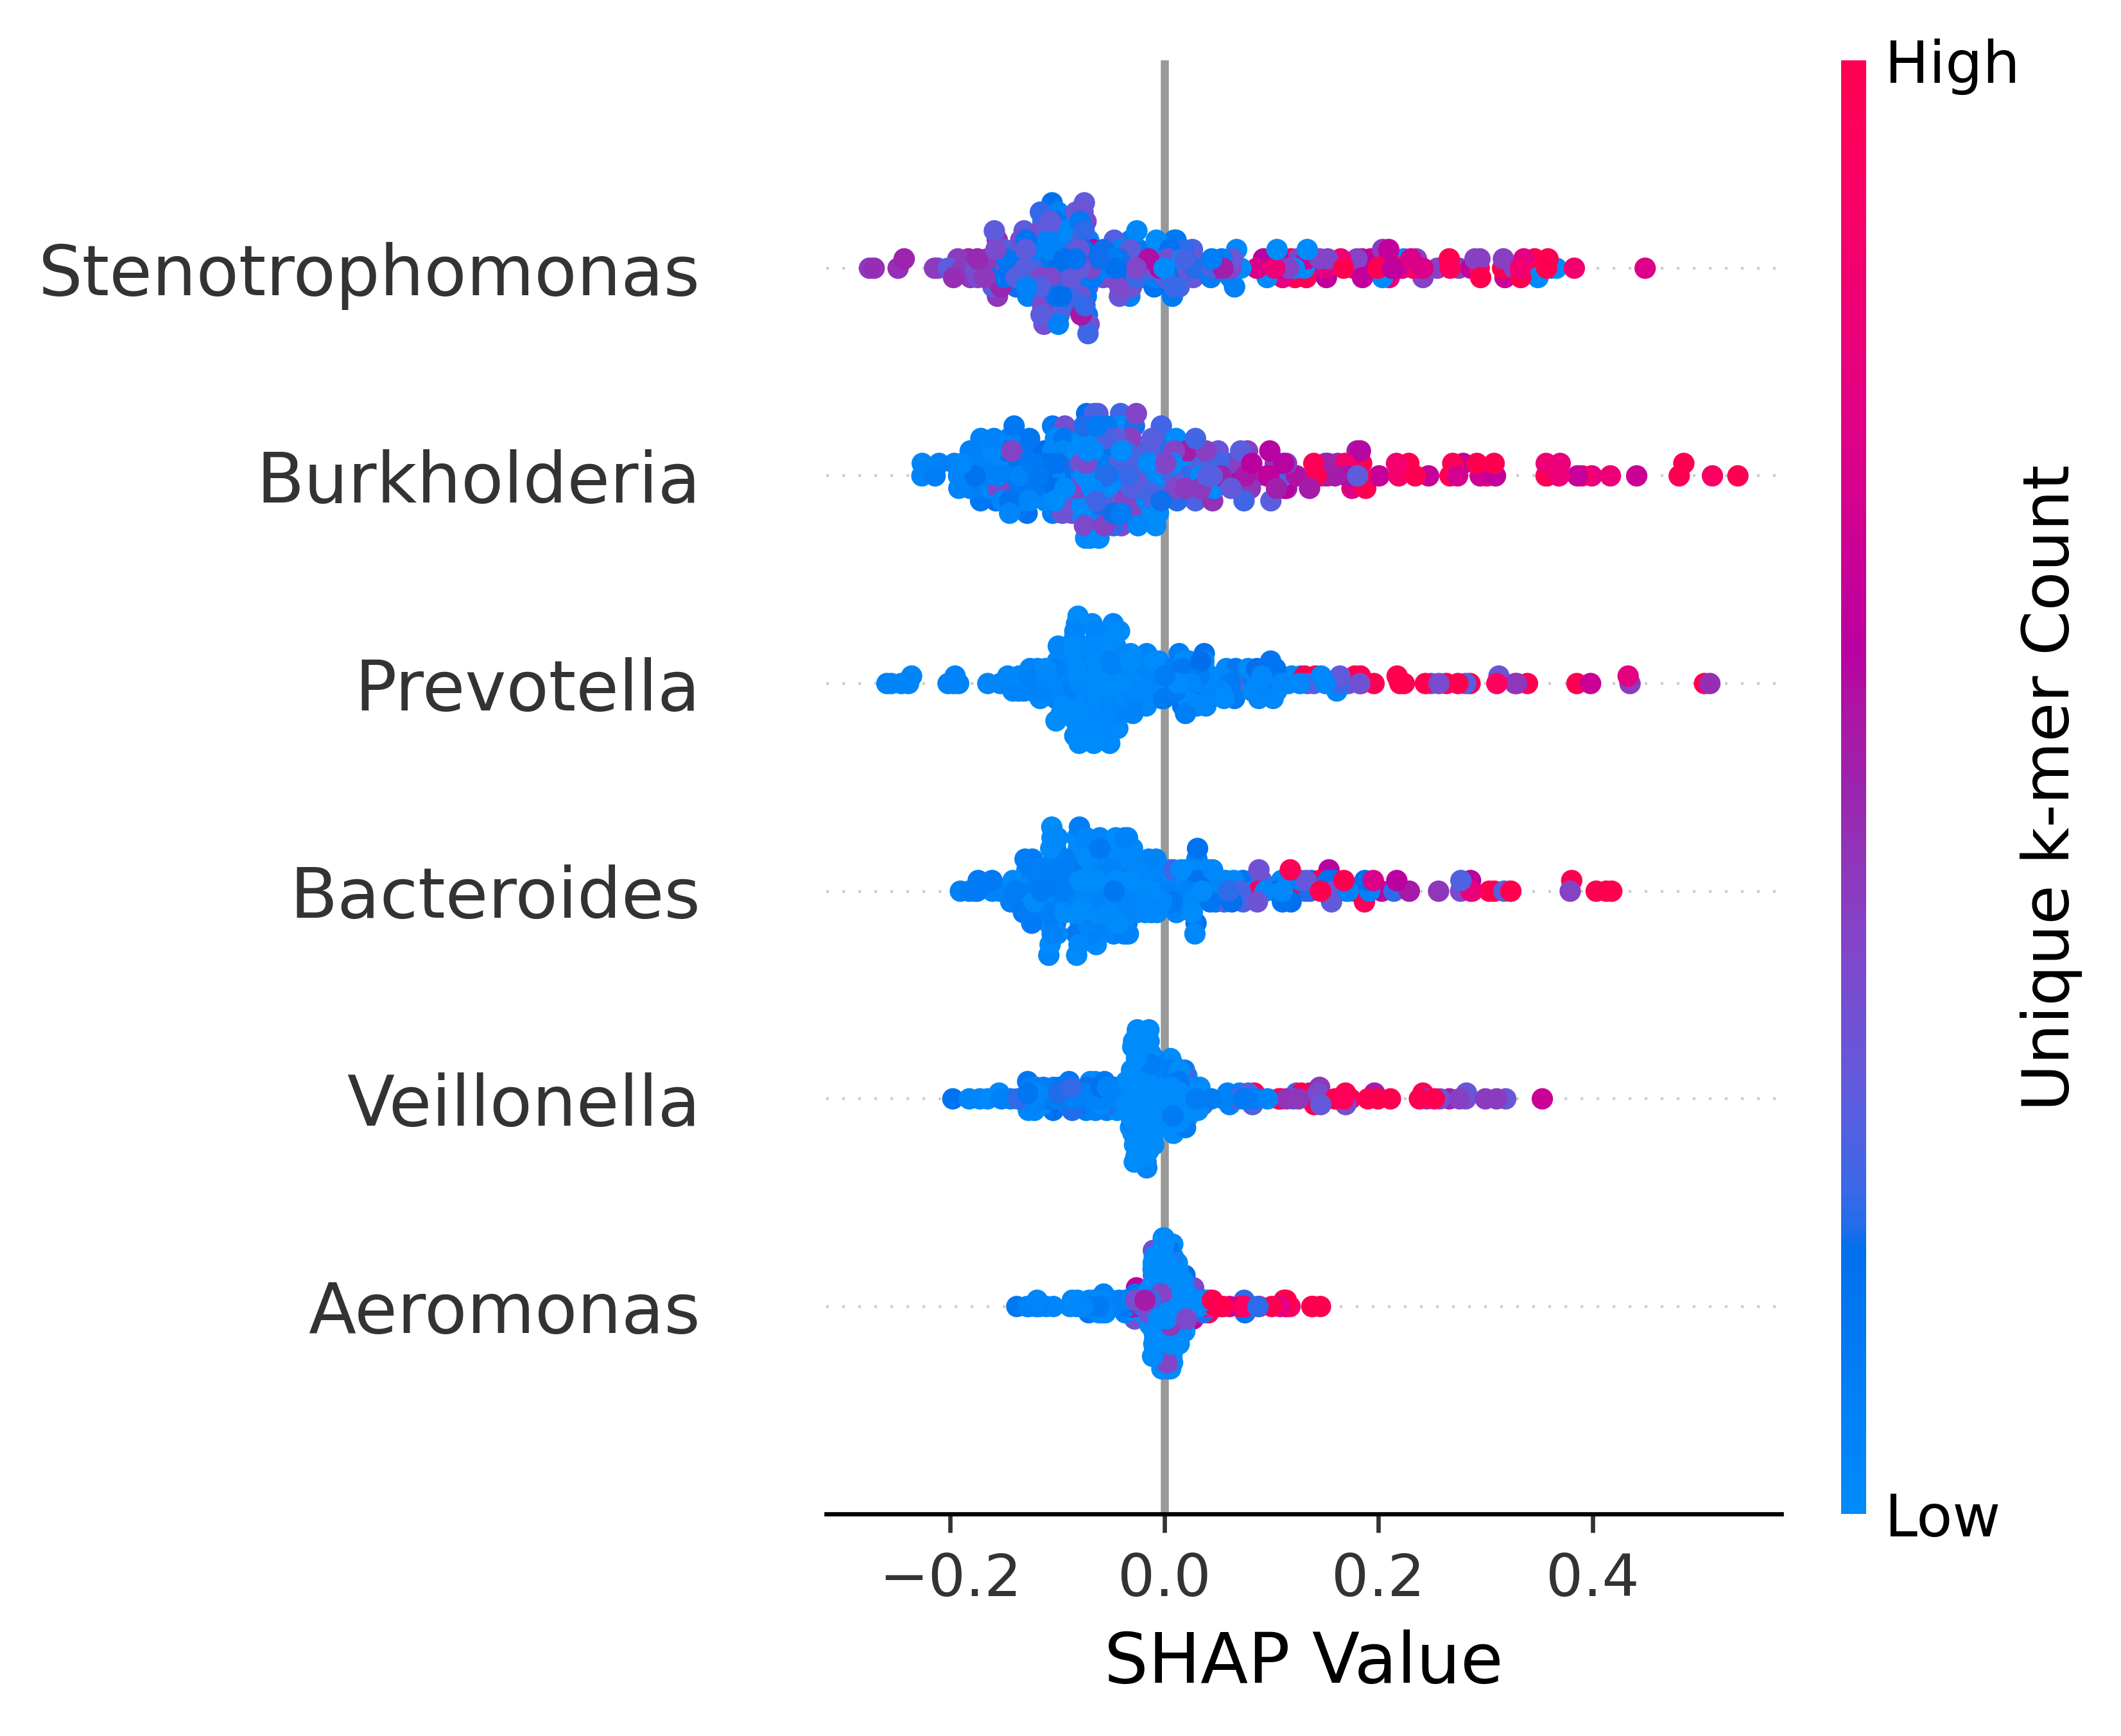 High
Stenotrophomonas
Burkholderia
Prevotella
Bacteroides
Veillonella
Aeromonas
Unique k-mer Count
Low
−0.2 0.0 0.2 0.4
SHAP Value